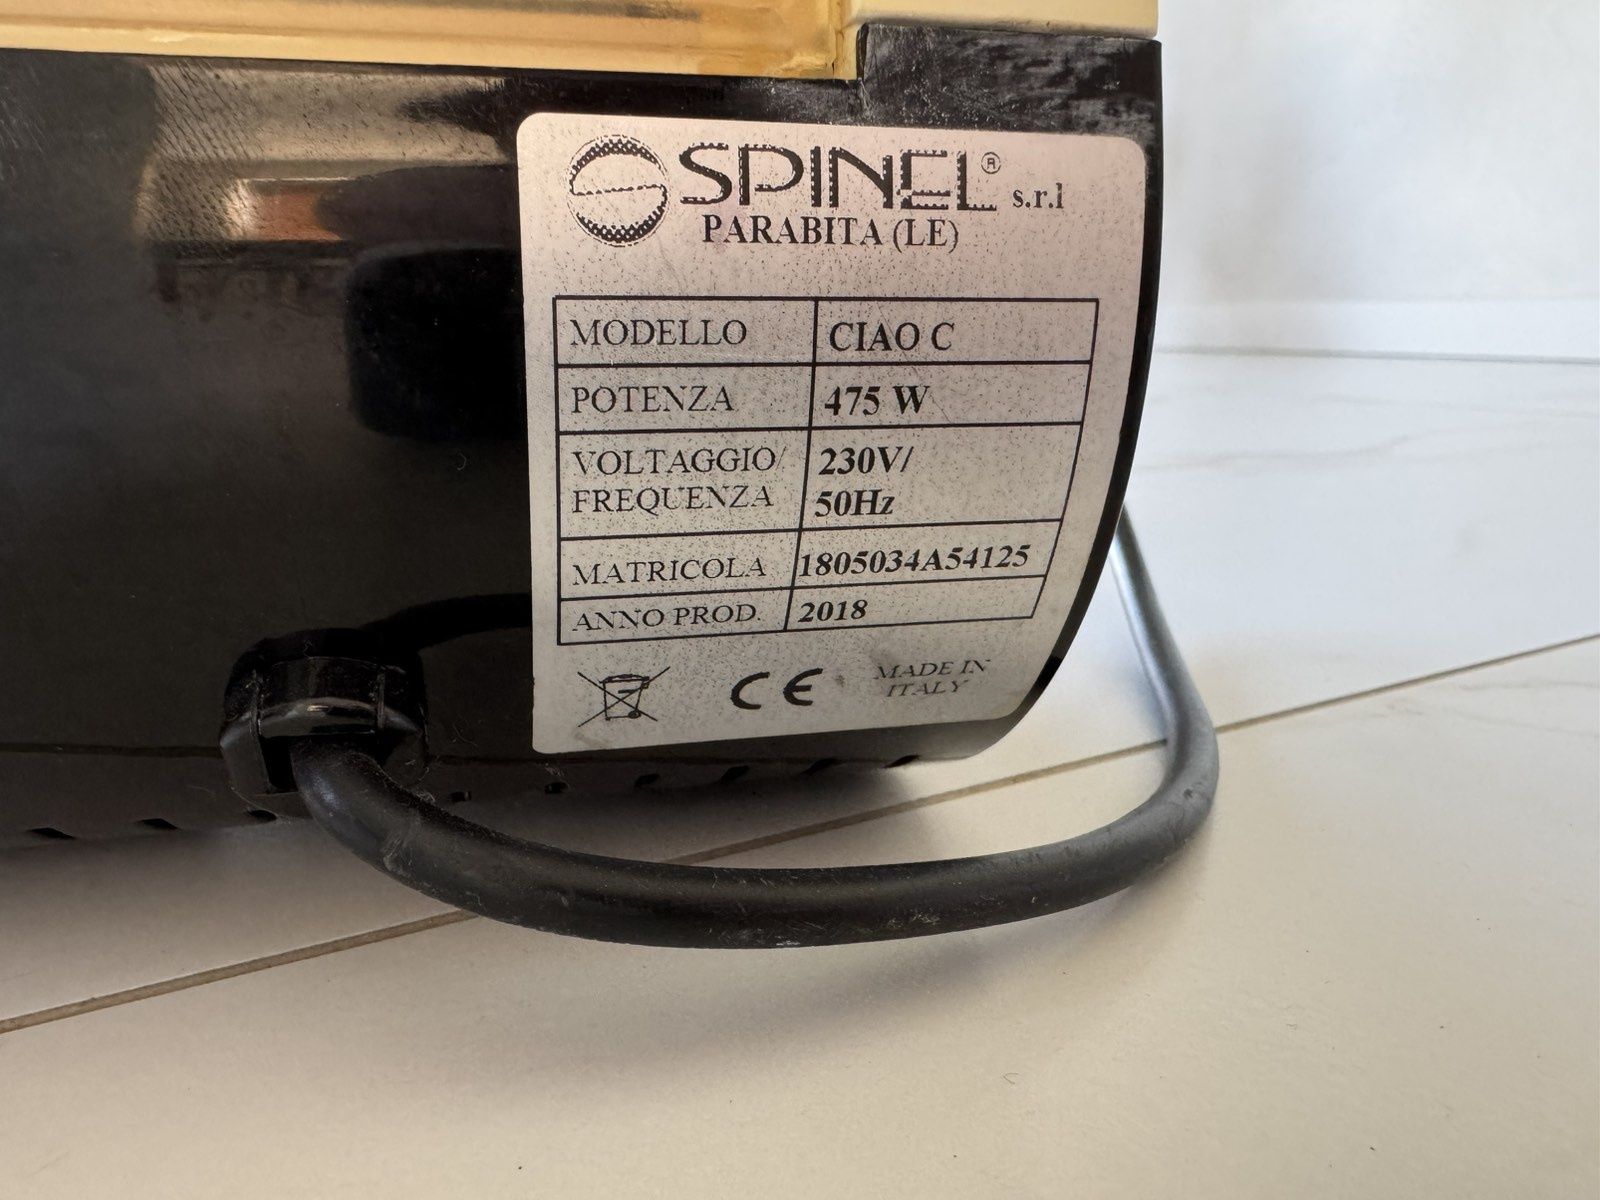 SPINEL® s.r.l
PARABITA (LE)
MODELLO CIAO C
POTENZA 475 W
VOLTAGGIO/ 230V/
FREQUENZA 50Hz
MATRICOLA 1805034A54125
ANNO PROD. 2018
CE MADE IN
ITALY